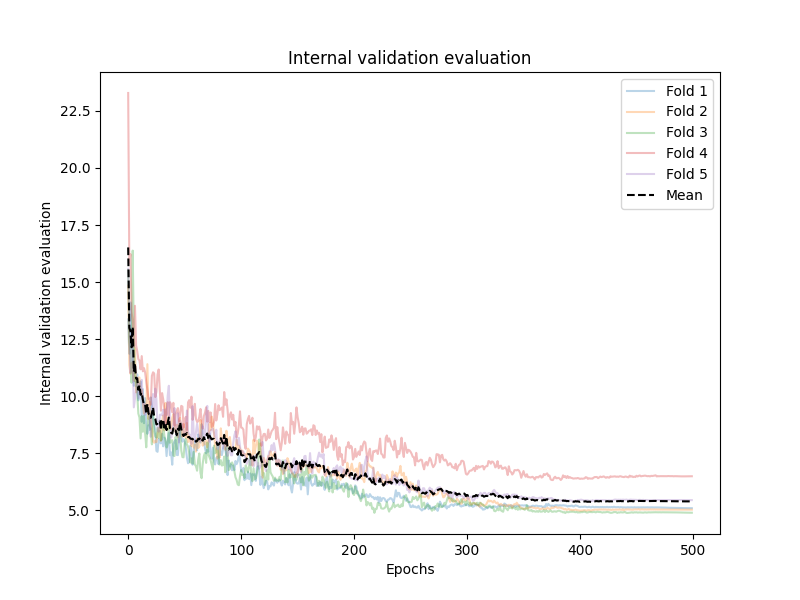 Internal validation evaluation
Internal validation evaluation
22.5
20.0
17.5
15.0
12.5
10.0
7.5
5.0
0
100
200
300
400
500
Epochs
Fold 1
Fold 2
Fold 3
Fold 4
Fold 5
Mean